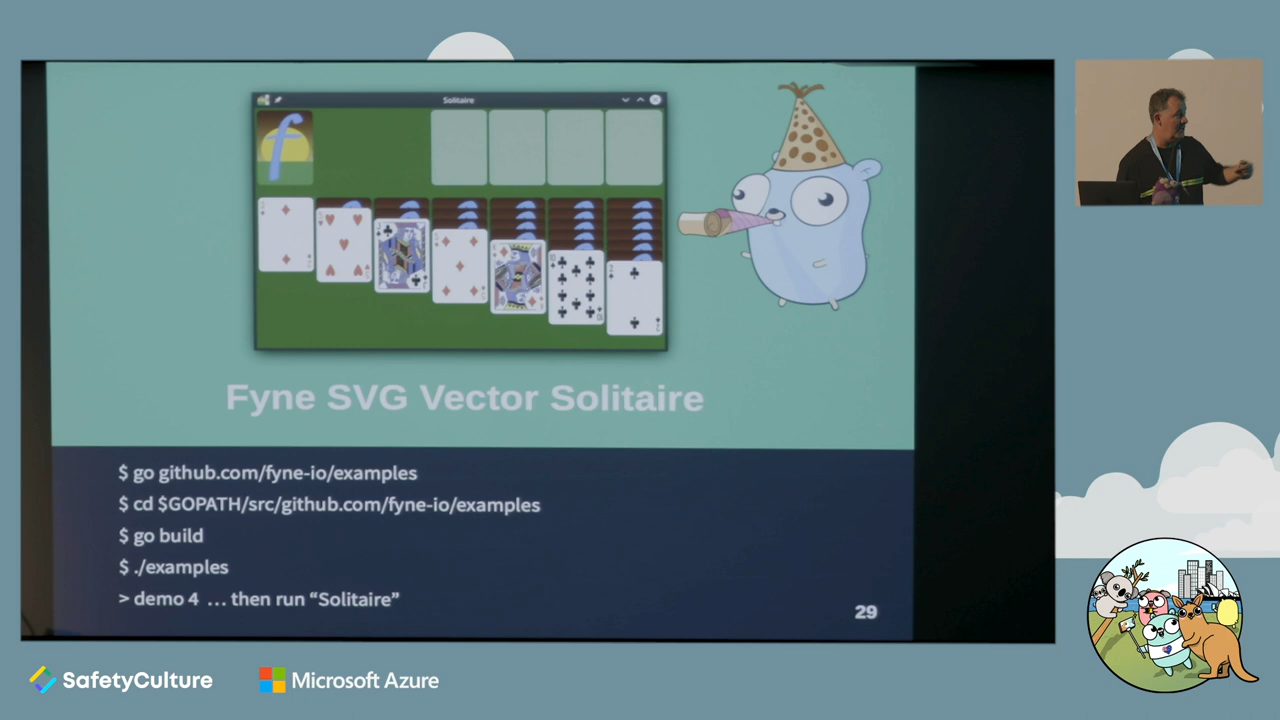 Solitaire
Fyne SVG Vector Solitaire
$ go github.com/fyne-io/examples
$ cd $GOPATH/src/github.com/fyne-io/examples
$ go build
$ ./examples
> demo 4 … then run “Solitaire”
29
SafetyCulture
Microsoft Azure